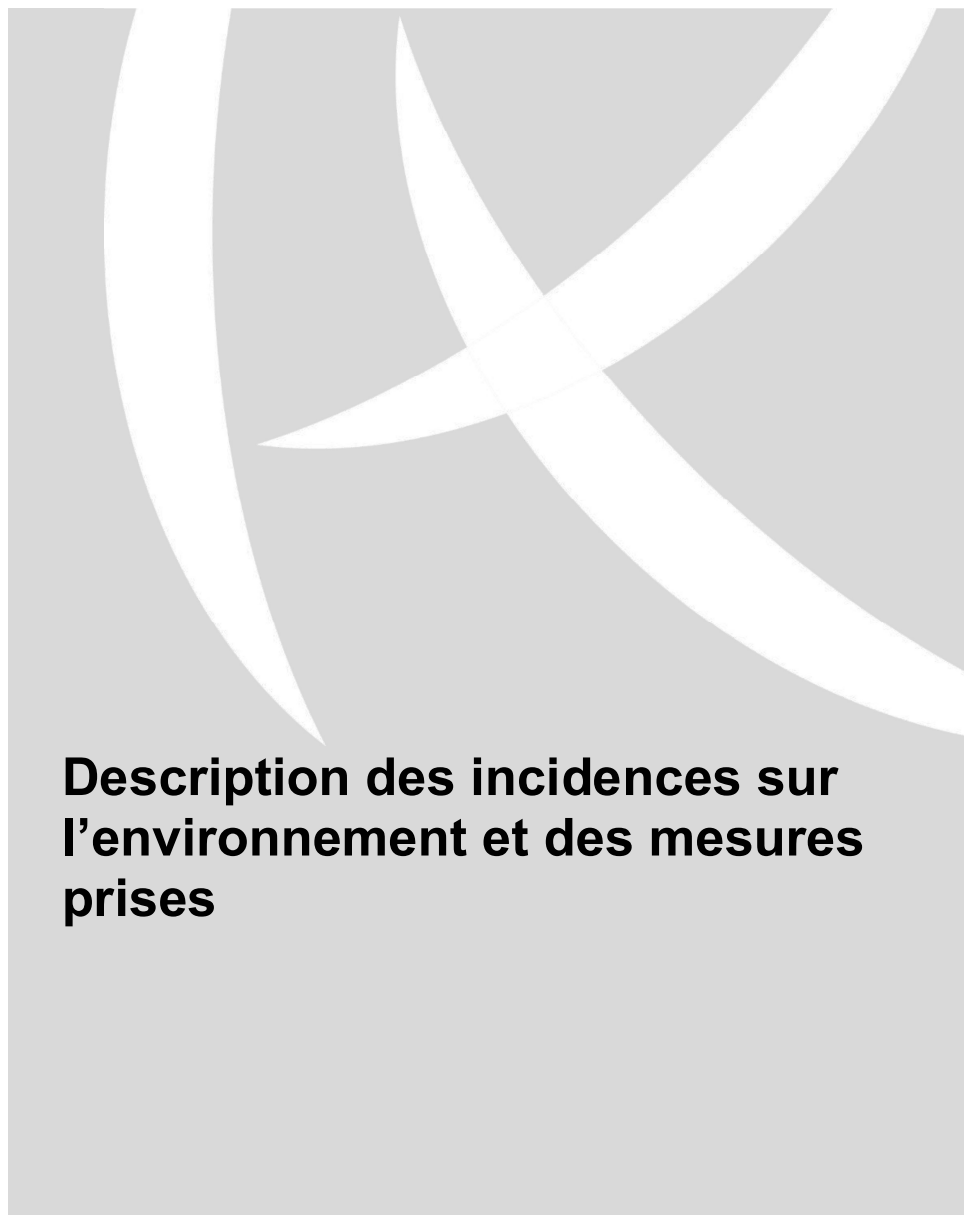 Description des incidences sur
l’environnement et des mesures
prises